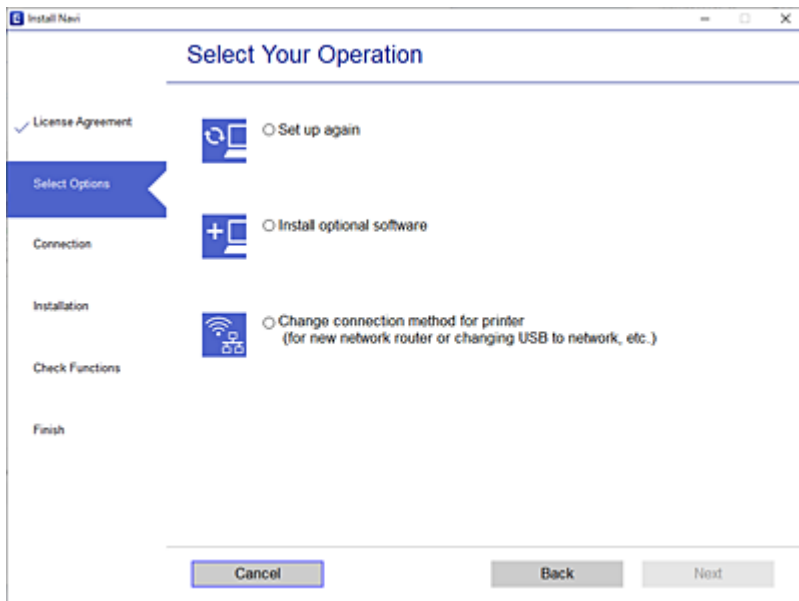 Install Navi
Select Your Operation
License Agreement
Select Options
Connection
Installation
Check Functions
Finish
Set up again
Install optional software
Change connection method for printer
(for new network router or changing USB to network, etc.)
Cancel
Back
Next